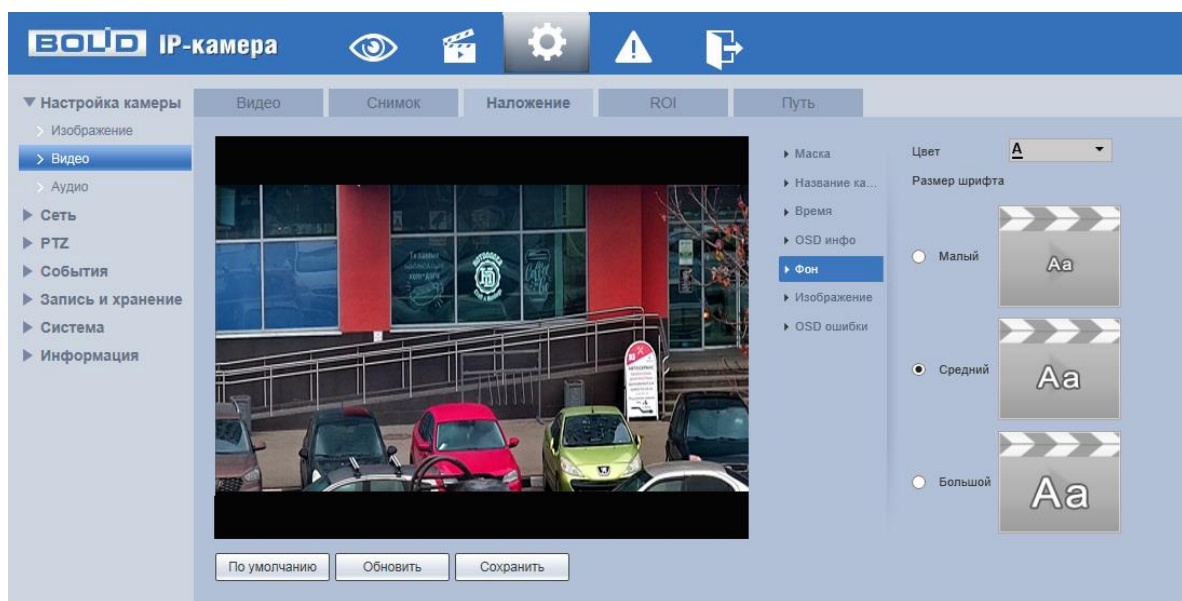 BOLID IP-камера
Видео Снимок Наложение ROI Путь
Настройка камеры
Изображение
Видео
Аудио
Сеть
PTZ
События
Запись и хранение
Система
Информация
Маска
Название ка...
Время
OSD инфо
Фон
Изображение
OSD ошибки
Цвет A
Размер шрифта
Малый Aa
Средний Aa
Большой Aa
По умолчанию Обновить Сохранить